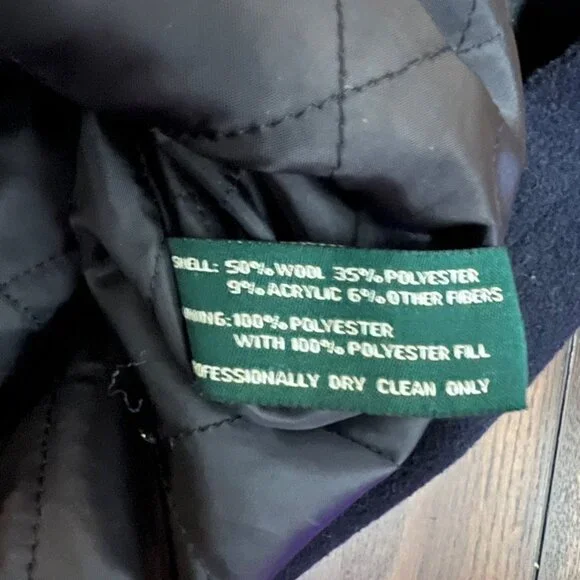 SHELL: 50% WOOL 35% POLYESTER
9% ACRYLIC 6% OTHER FIBERS
NING: 100% POLYESTER
WITH 100% POLYESTER FILL
OFESSIONALLY DRY CLEAN ONLY